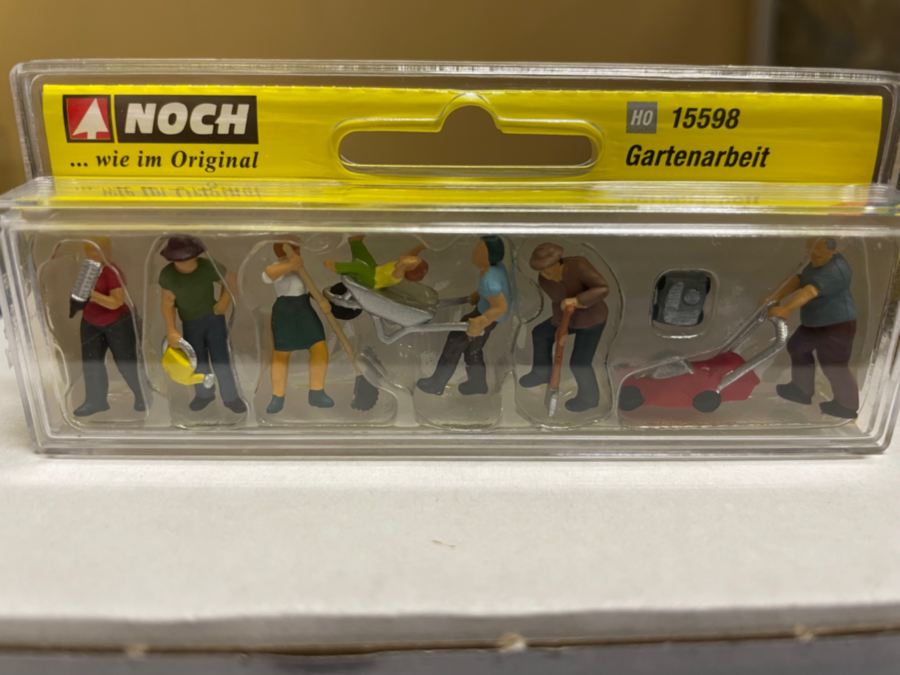 NOCH
... wie im Original
HO 15598
Gartenarbeit